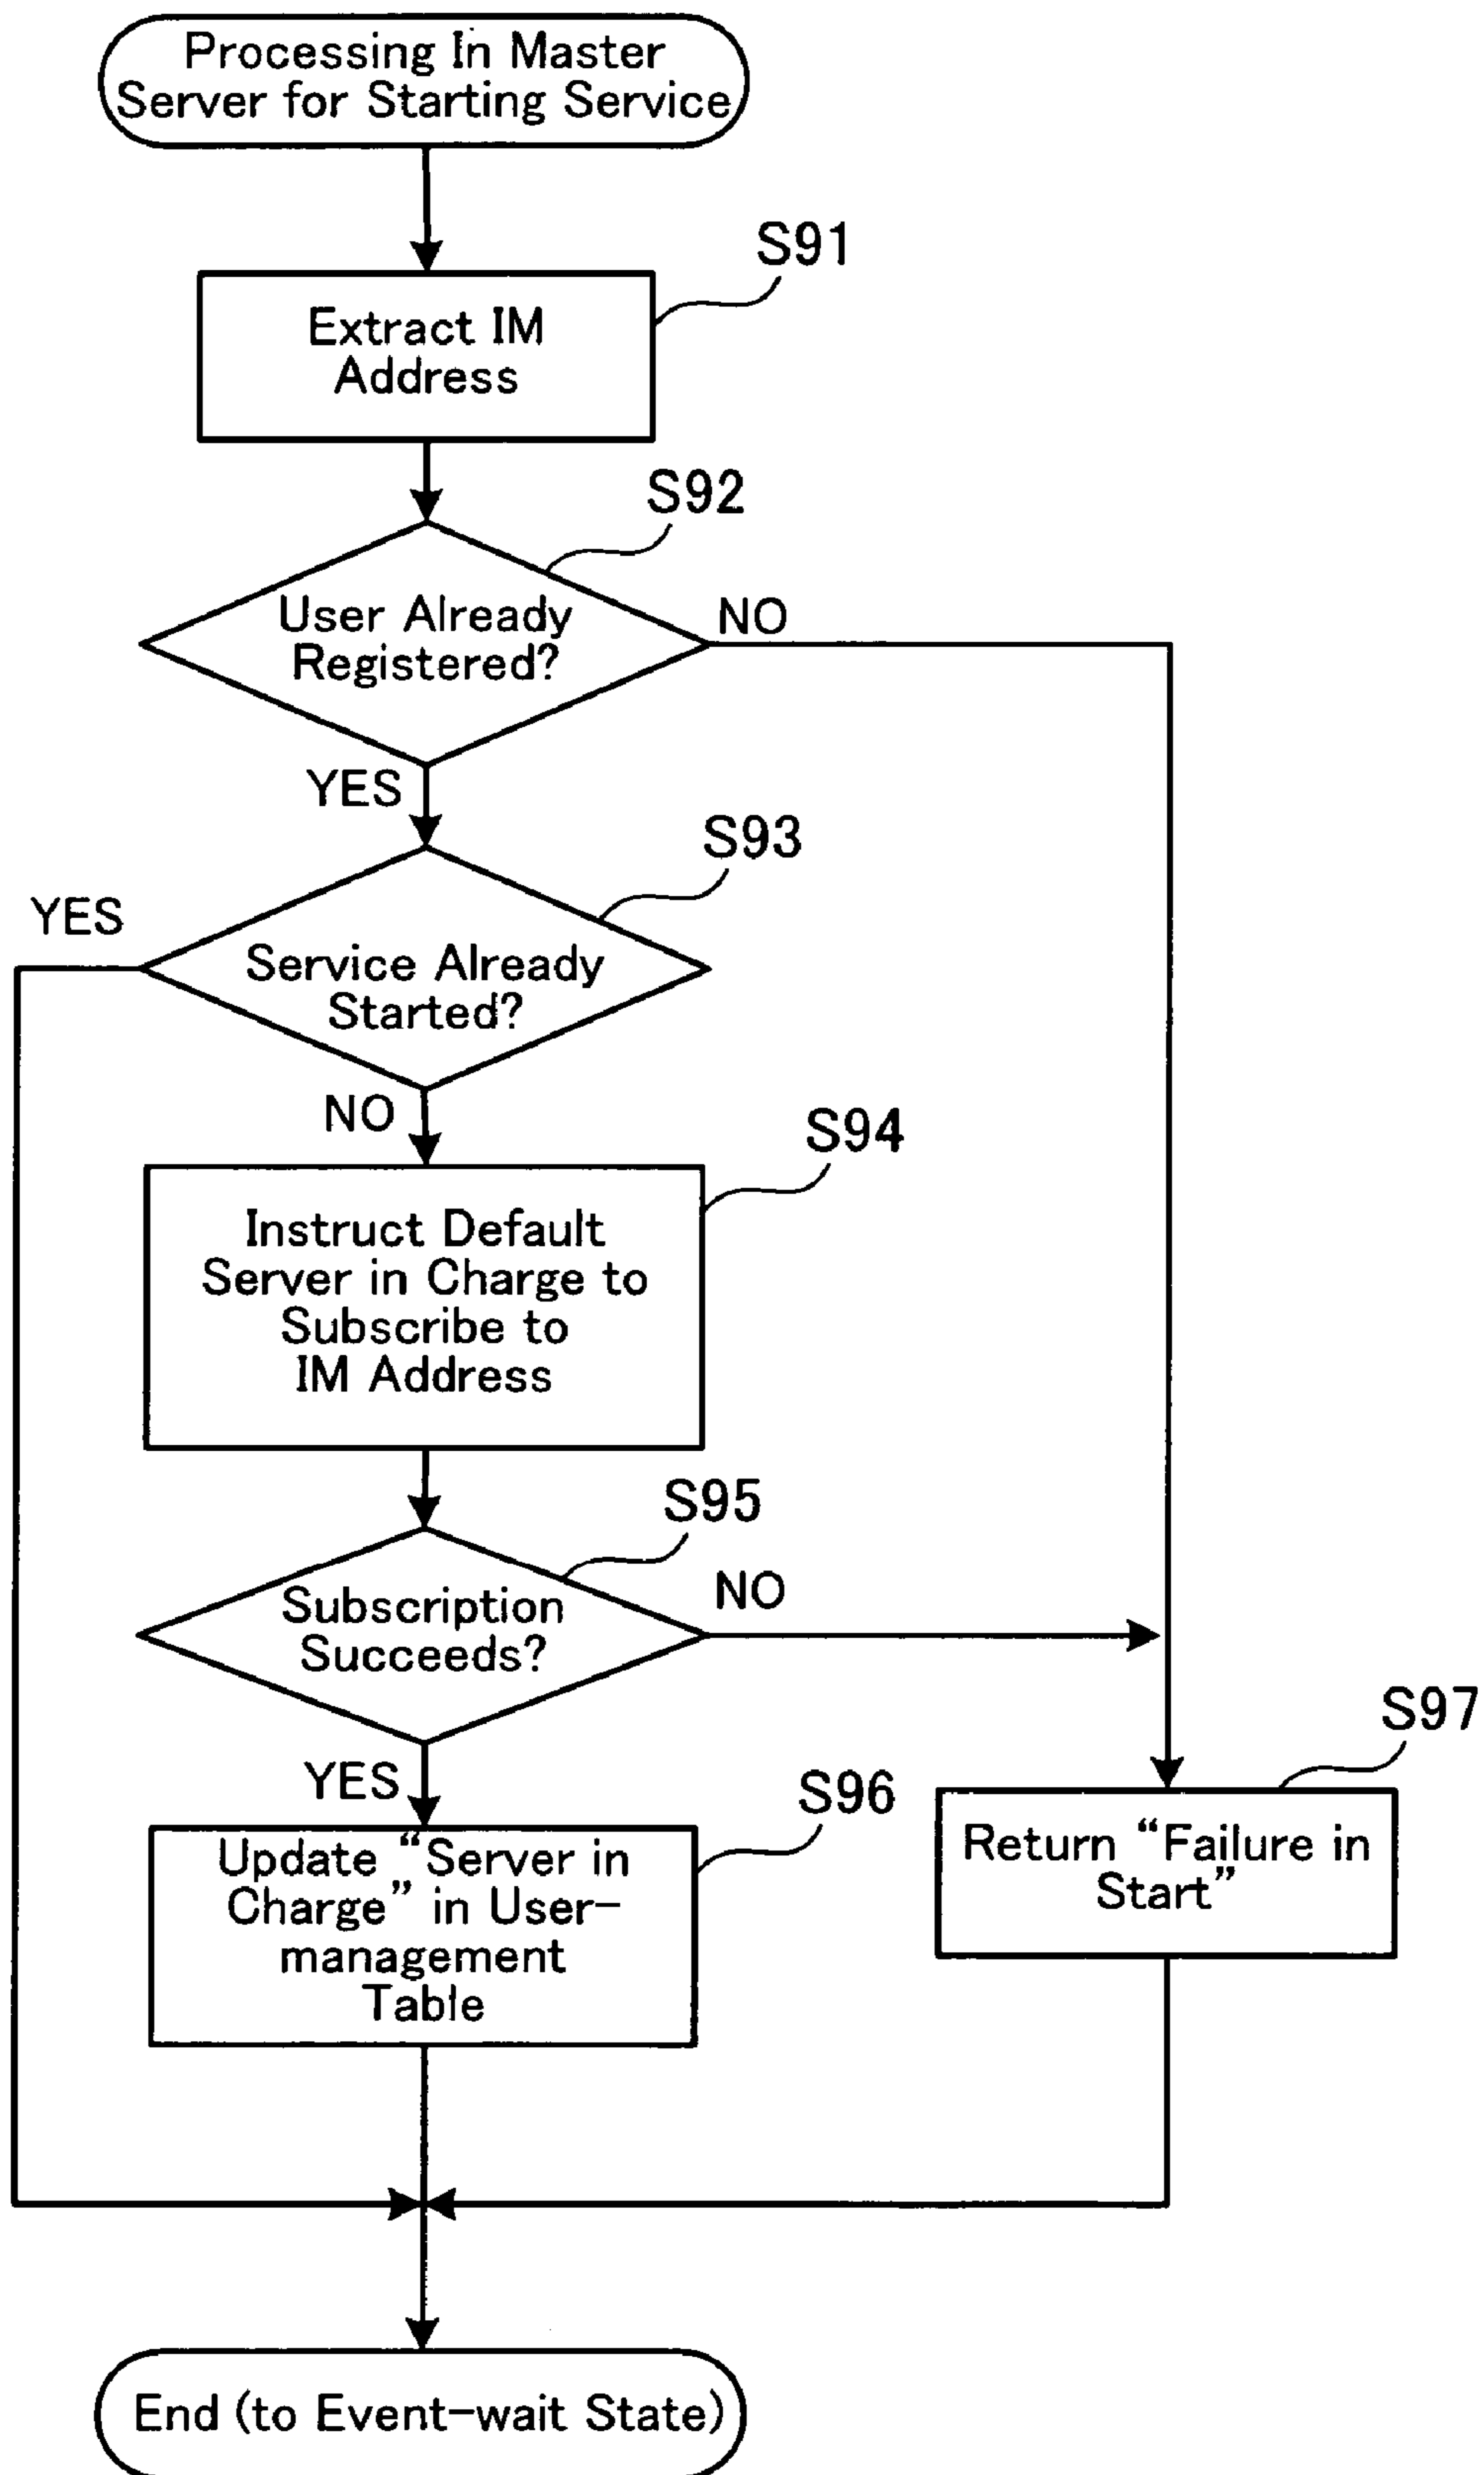 Processing In Master
Server for Starting Service
S91
Extract IM
Address
S92
User Already
Registered?
NO
YES
S93
YES
Service Already
Started?
NO
S94
Instruct Default
Server in Charge to
Subscribe to
IM Address
S95
Subscription
Succeeds?
NO
YES
S96
Update “Server in
Charge” in User-
management
Table
S97
Return “Failure in
Start”
End (to Event-wait State)